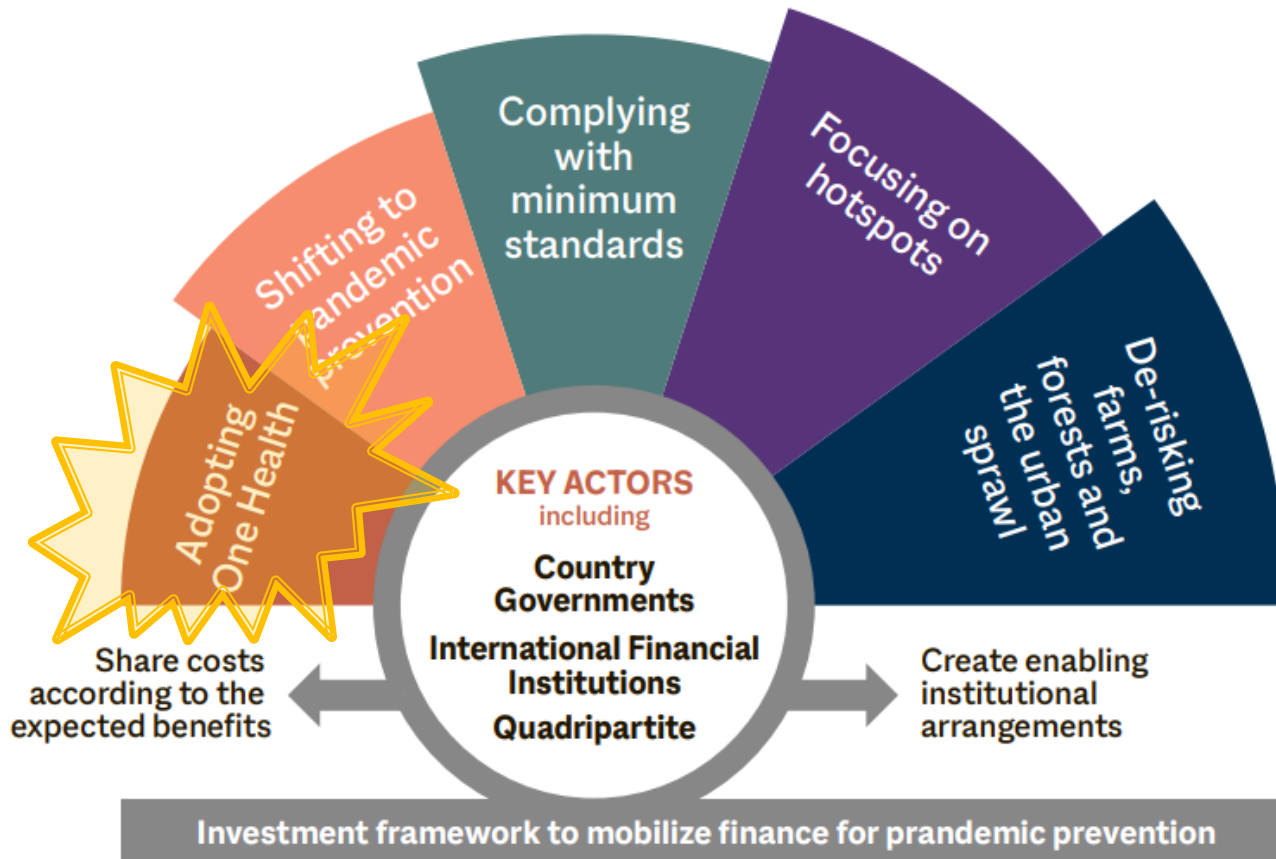 Adopting
One Health
Shifting to
pandemic
prevention
Complying
with
minimum
standards
Focusing on
hotspots
De-risking
farms,
forests and
the urban
sprawl
KEY ACTORS
including
Country
Governments
International Financial
Institutions
Quadripartite
Share costs
according to the
expected benefits
Create enabling
institutional
arrangements
Investment framework to mobilize finance for prandemic prevention